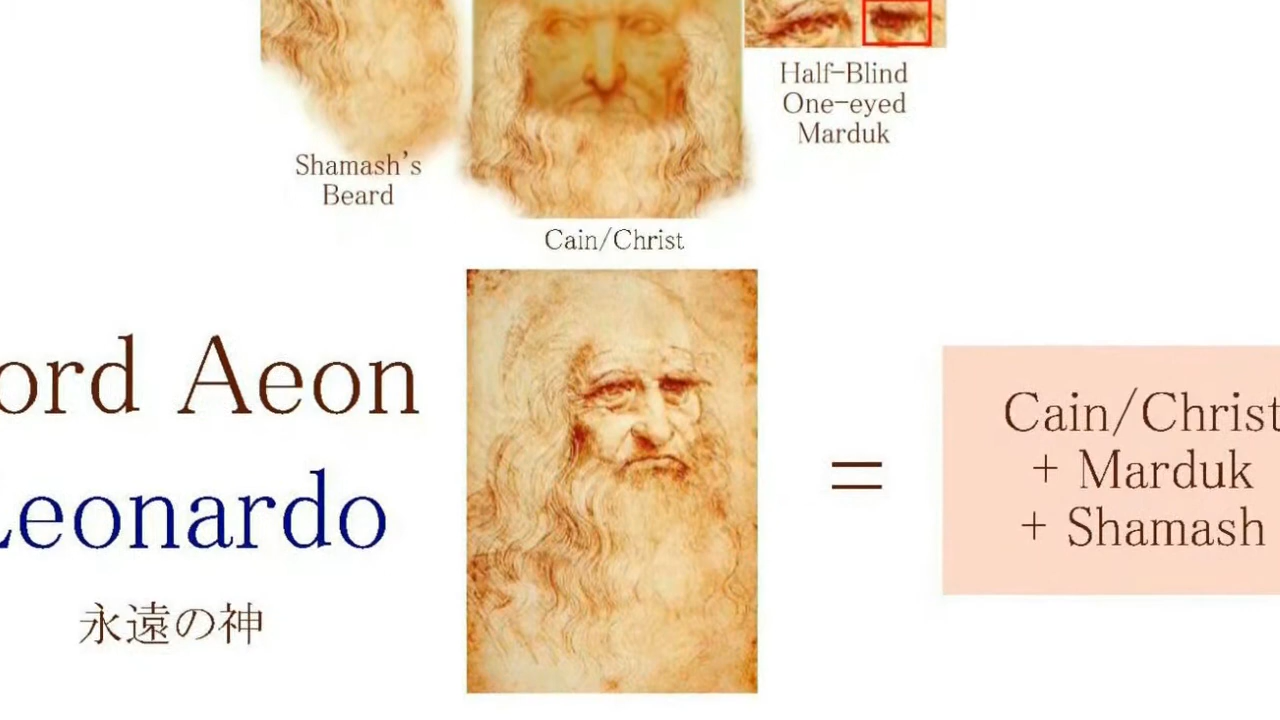 Half-Blind
One-eyed
Marduk
Shamash's
Beard
Cain/Christ
ord Aeon
Leonardo
永遠の神
=
Cain/Christ
+ Marduk
+ Shamash